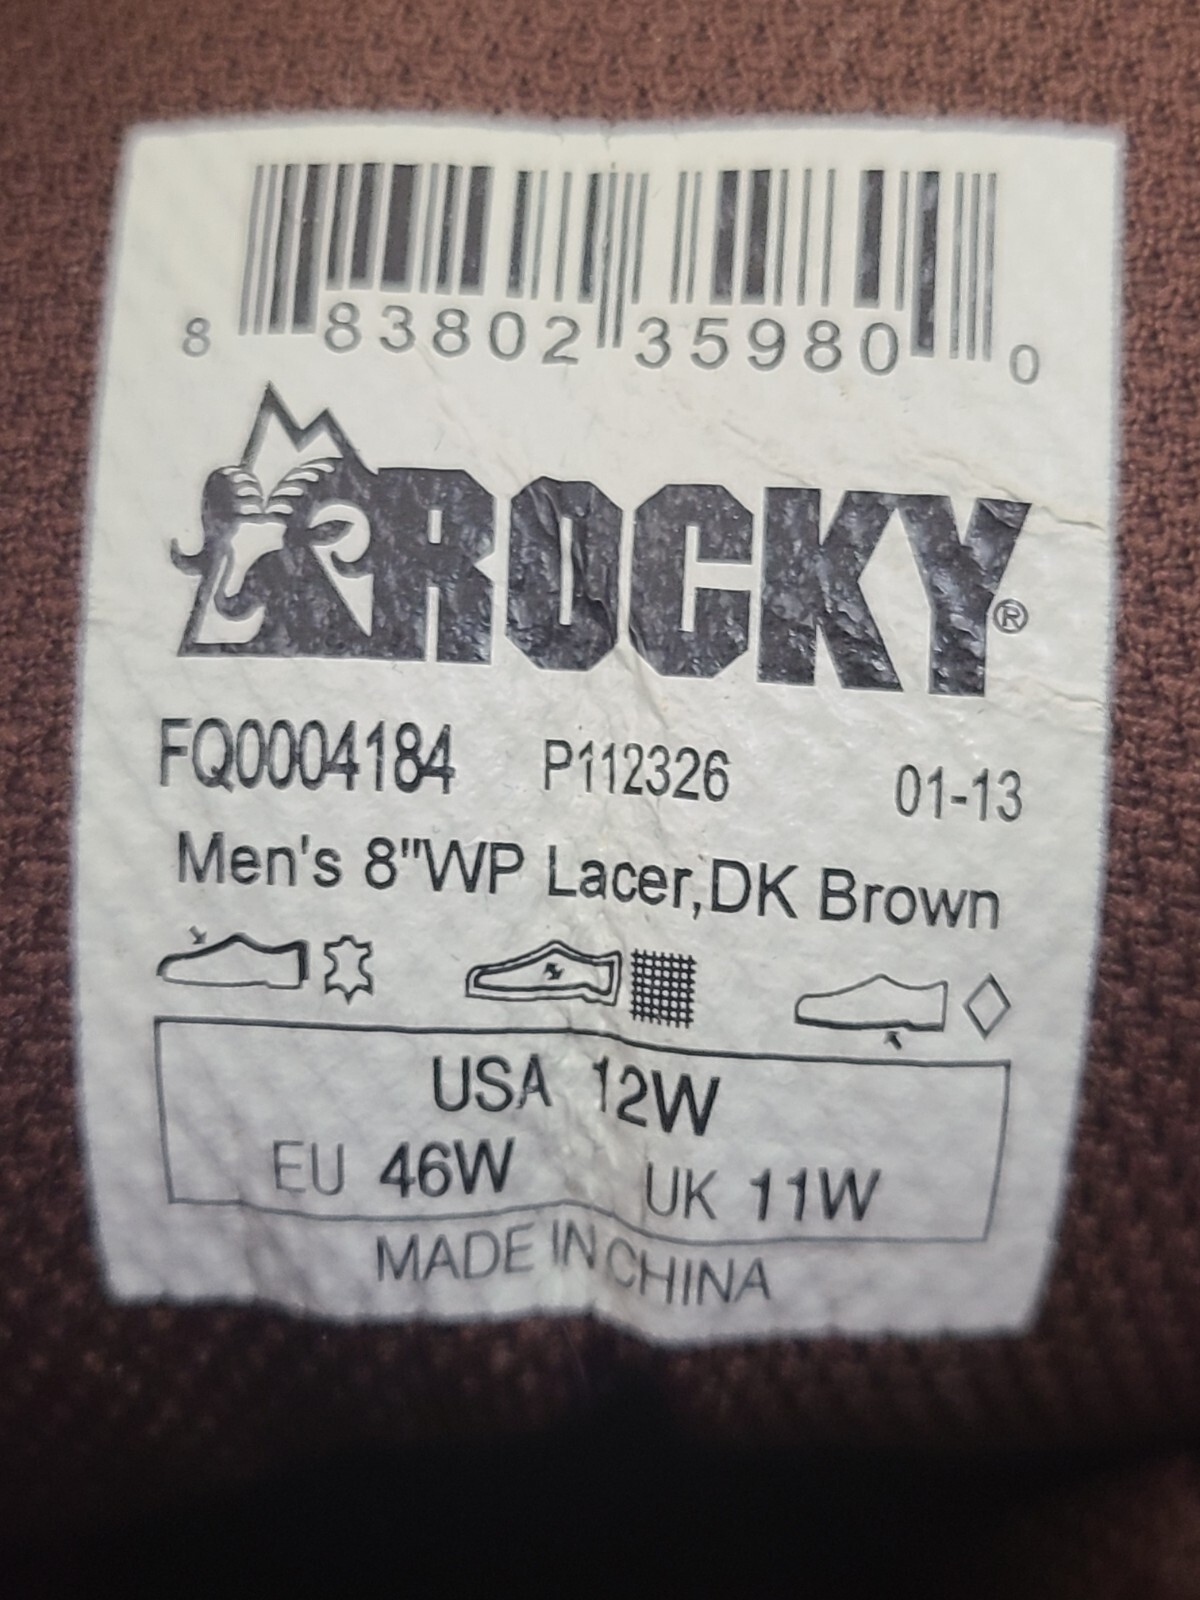 8 83802 35980 0
ROCKY®
FQ0004184 P112326 01-13
Men's 8"WP Lacer,DK Brown
USA 12W
EU 46W UK 11W
MADE IN CHINA